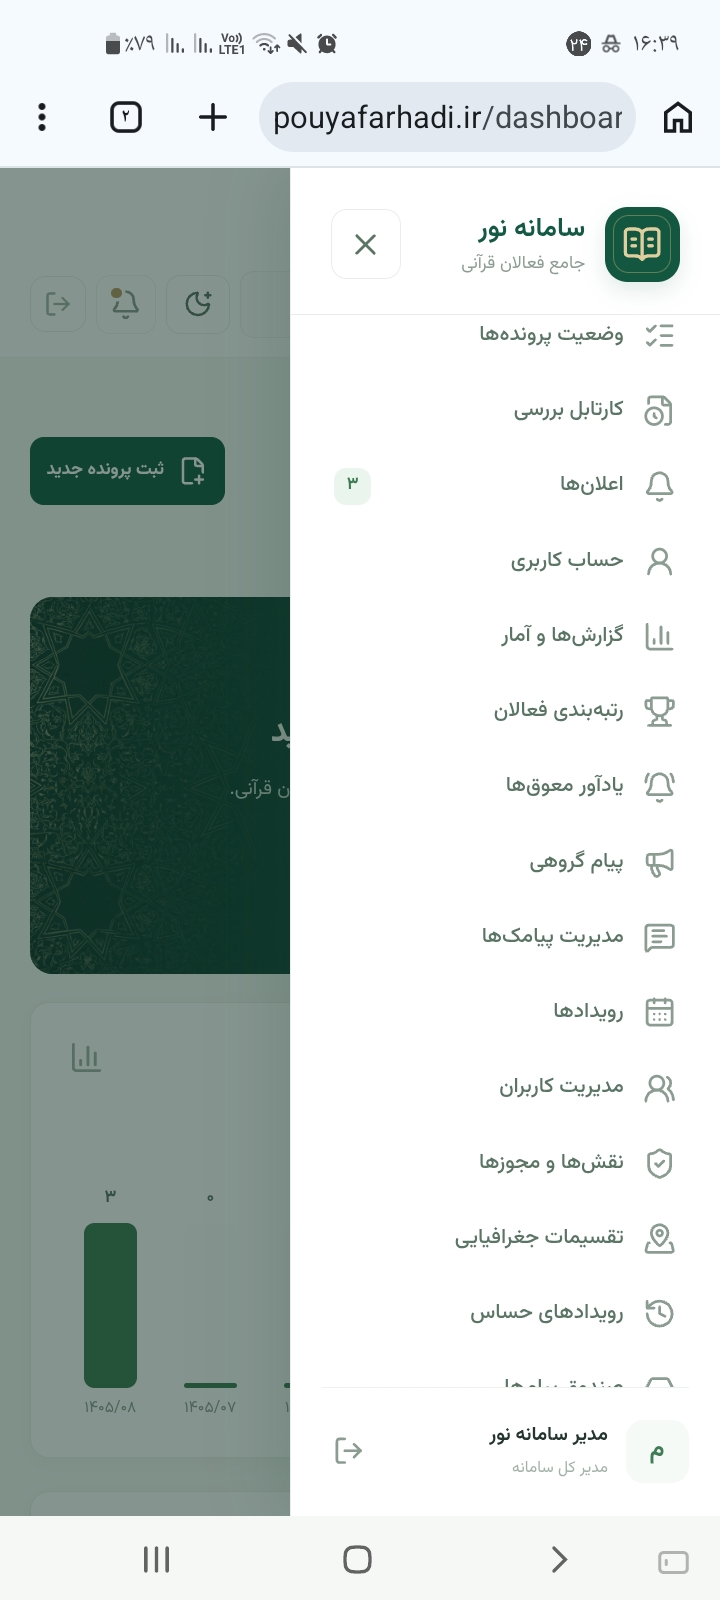 ۱۶:۳۹
۲۴
Vo))
LTE1
٪۷۹
pouyafarhadi.ir/dashboar
۲
سامانه نور
جامع فعالان قرآنی
وضعیت پرونده‌ها
کارتابل بررسی
اعلان‌ها
۳
حساب کاربری
گزارش‌ها و آمار
رتبه‌بندی فعالان
یادآور معوق‌ها
پیام گروهی
مدیریت پیامک‌ها
رویدادها
مدیریت کاربران
نقش‌ها و مجوزها
تقسیمات جغرافیایی
رویدادهای حساس
م
مدیر سامانه نور
مدیر کل سامانه
ثبت پرونده جدید
ن قرآنی.
۰
۳
۱۴۰۵/۰۷
۱۴۰۵/۰۸